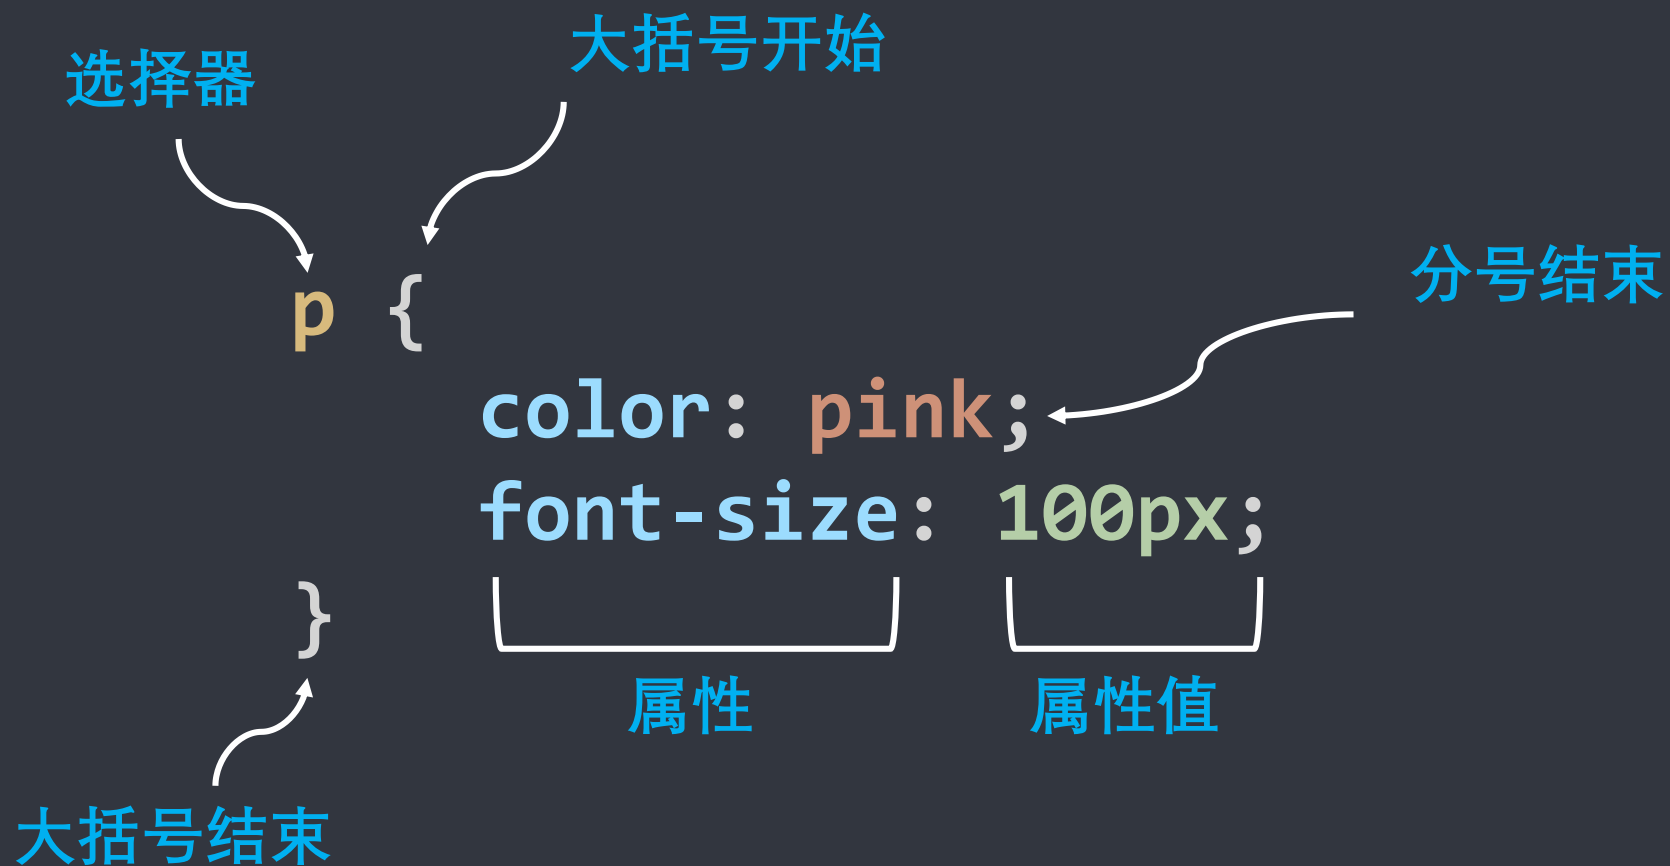 大括号开始
选择器
分号结束
p {
color: pink;
font-size: 100px;
}
属性
属性值
大括号结束